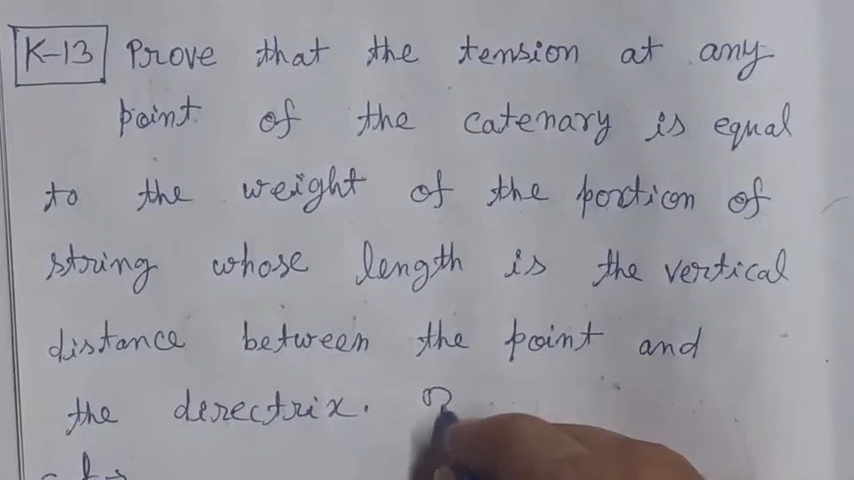 K-13 Prove that the tension at any
point of the catenary is equal
to the weight of the portion of
string whose length is the vertical
distance between the point and
the derectrix.